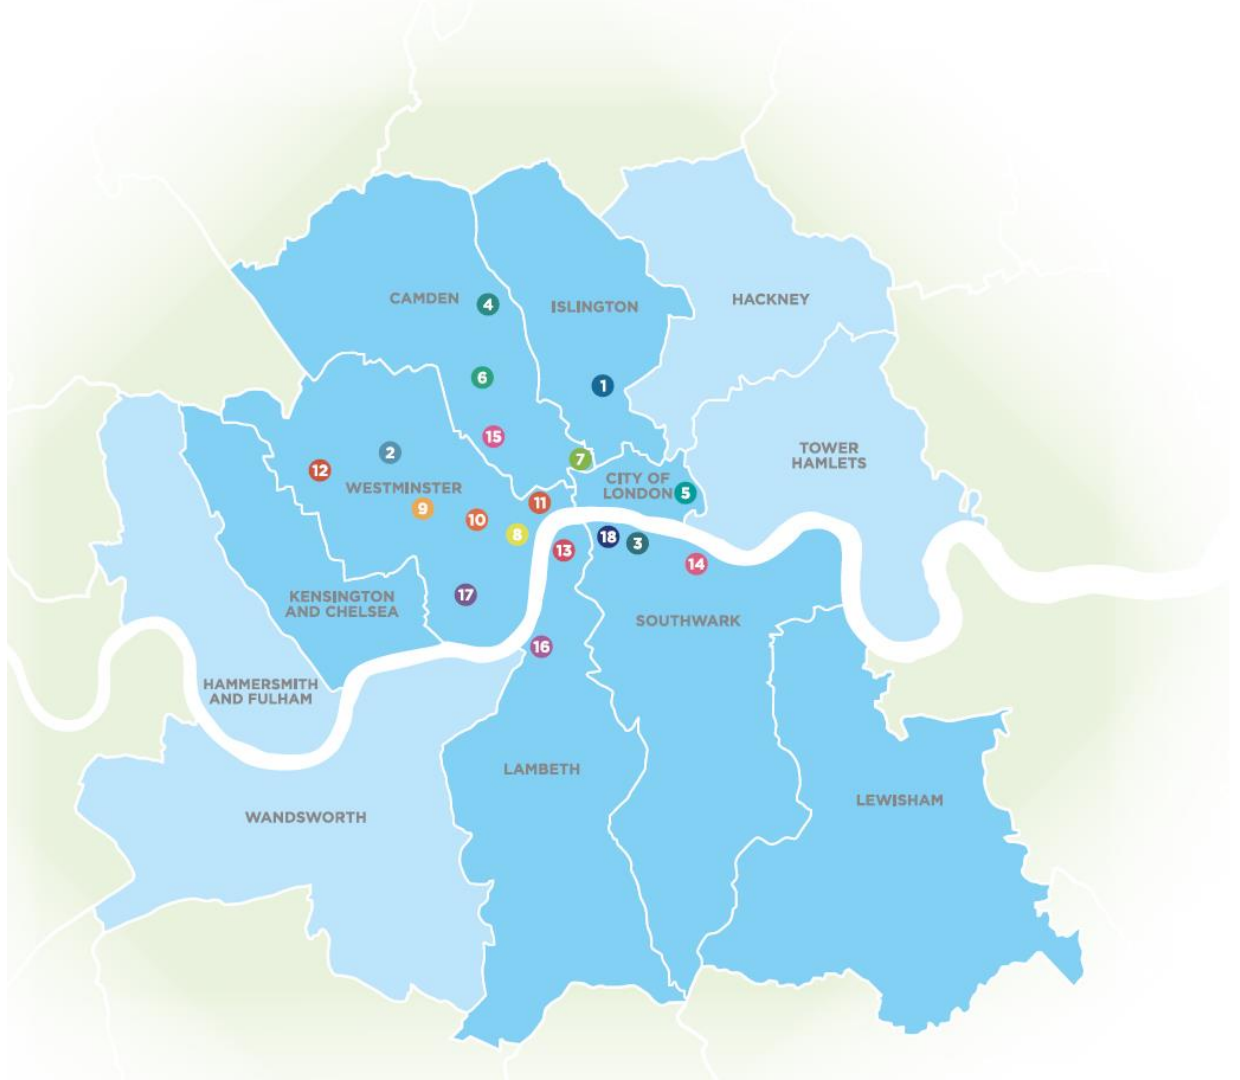 CAMDEN
4
ISLINGTON
HACKNEY
6
1
15
2
7
12
TOWER
HAMLETS
WESTMINSTER
CITY OF
LONDON
5
9
11
10
8
18
3
13
14
17
KENSINGTON
AND CHELSEA
SOUTHWARK
16
HAMMERSMITH
AND FULHAM
LAMBETH
LEWISHAM
WANDSWORTH